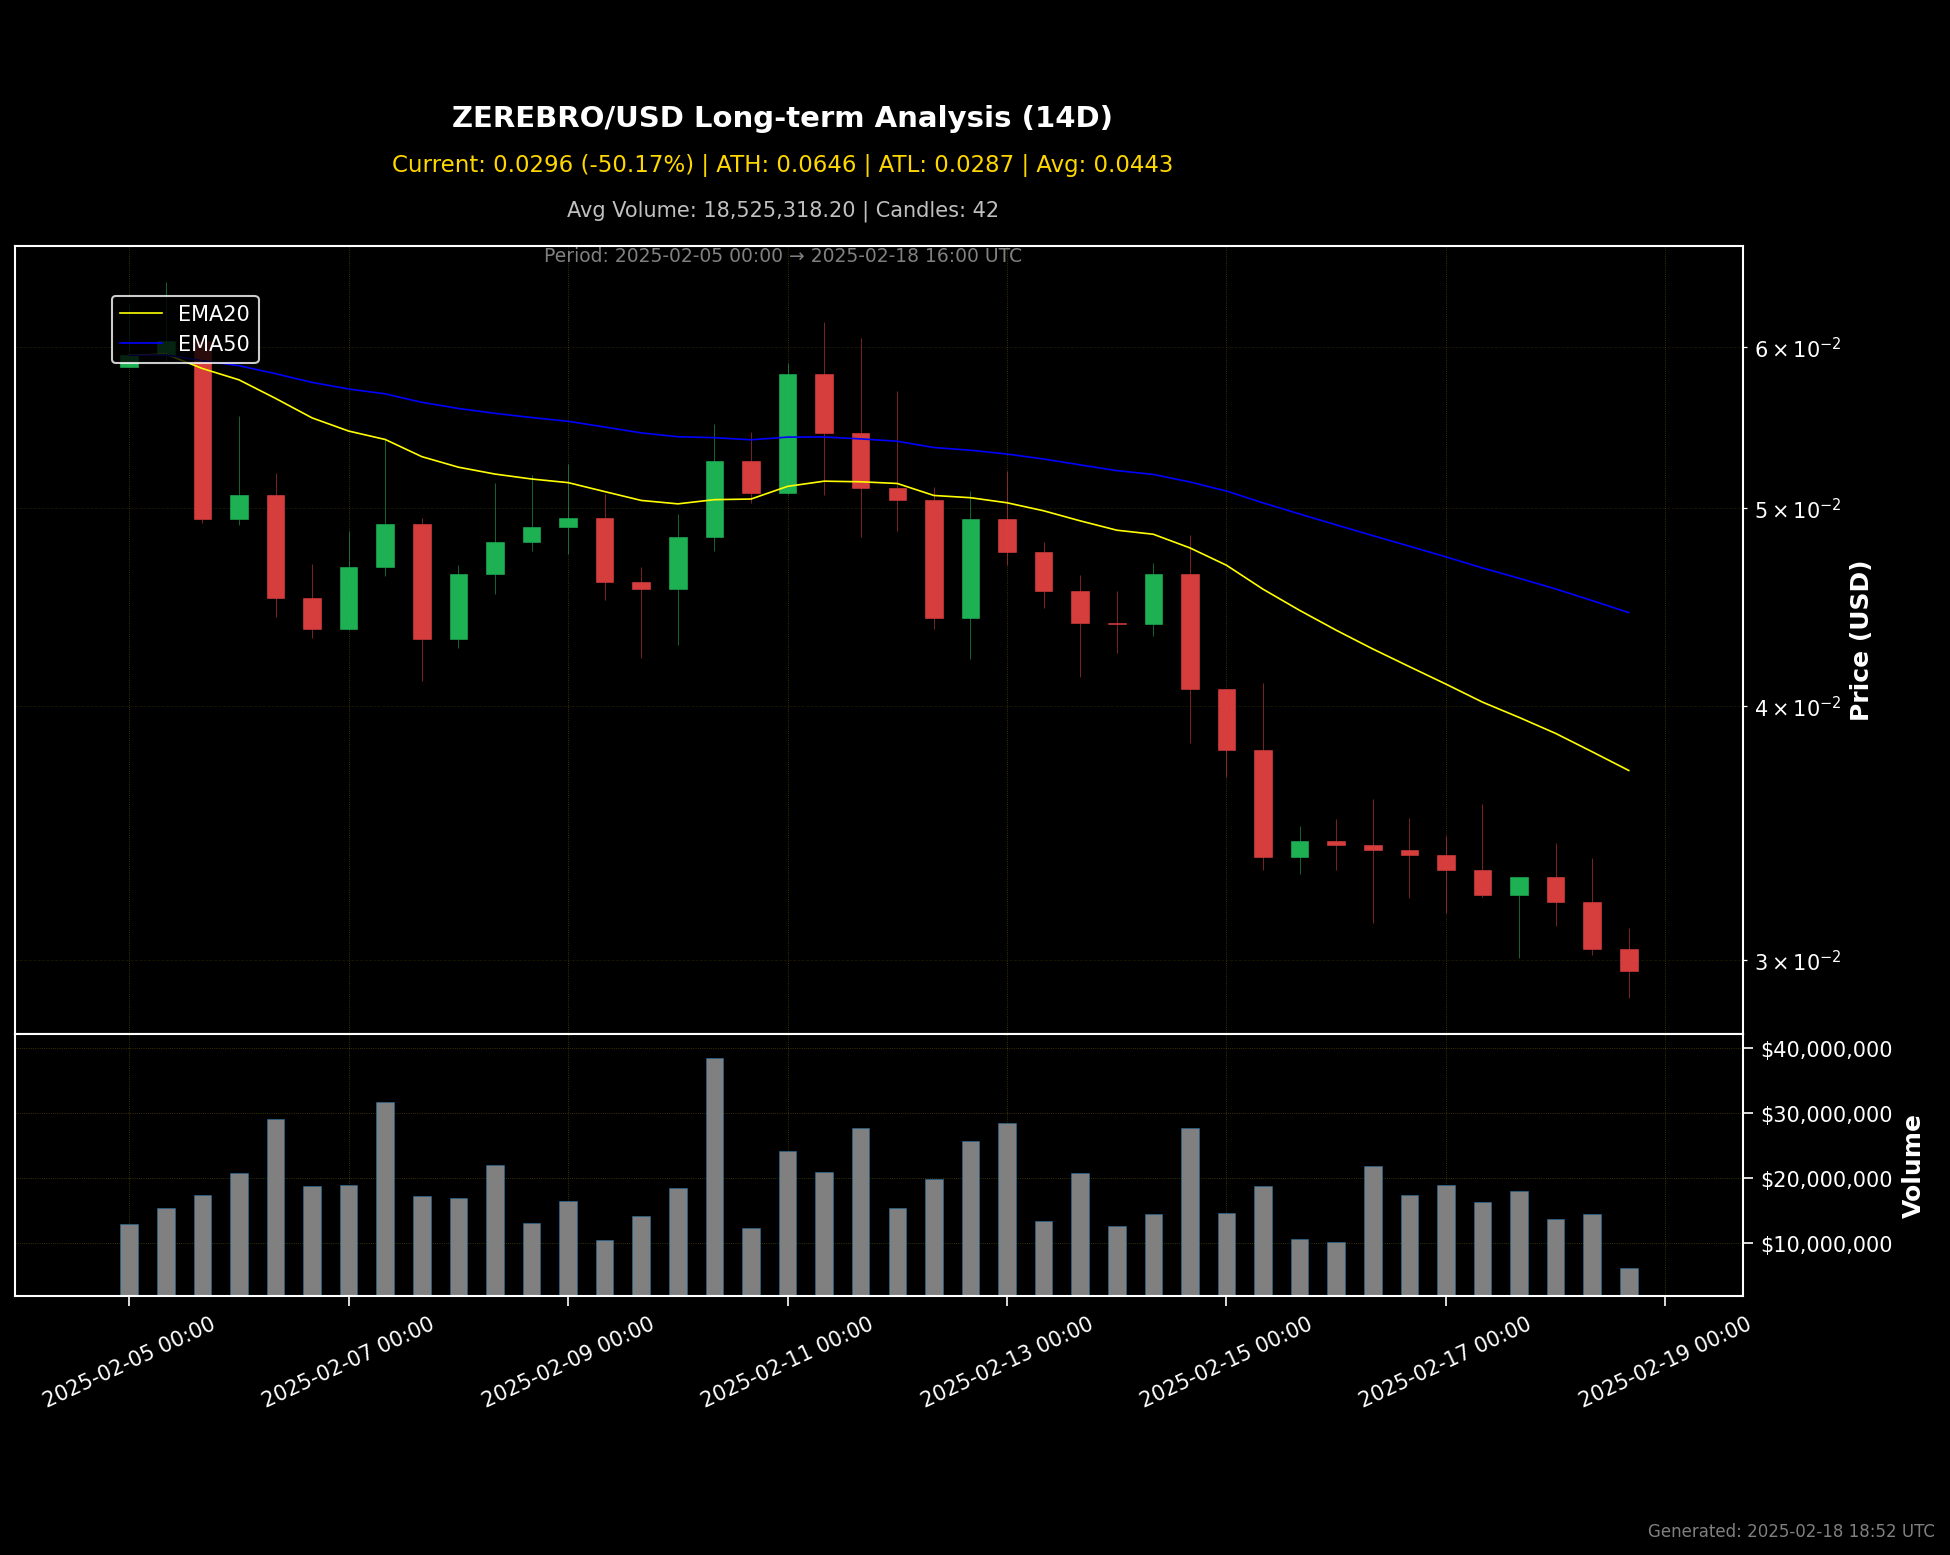 ZEREBRO/USD Long-term Analysis (14D)
Current: 0.0296 (-50.17%) | ATH: 0.0646 | ATL: 0.0287 | Avg: 0.0443
Avg Volume: 18,525,318.20 | Candles: 42
Period: 2025-02-05 00:00 → 2025-02-18 16:00 UTC
EMA20
EMA50
6 × 10⁻²
5 × 10⁻²
4 × 10⁻²
3 × 10⁻²
Price (USD)
$40,000,000
$30,000,000
$20,000,000
$10,000,000
Volume
2025-02-05 00:00
2025-02-07 00:00
2025-02-09 00:00
2025-02-11 00:00
2025-02-13 00:00
2025-02-15 00:00
2025-02-17 00:00
2025-02-19 00:00
Generated: 2025-02-18 18:52 UTC